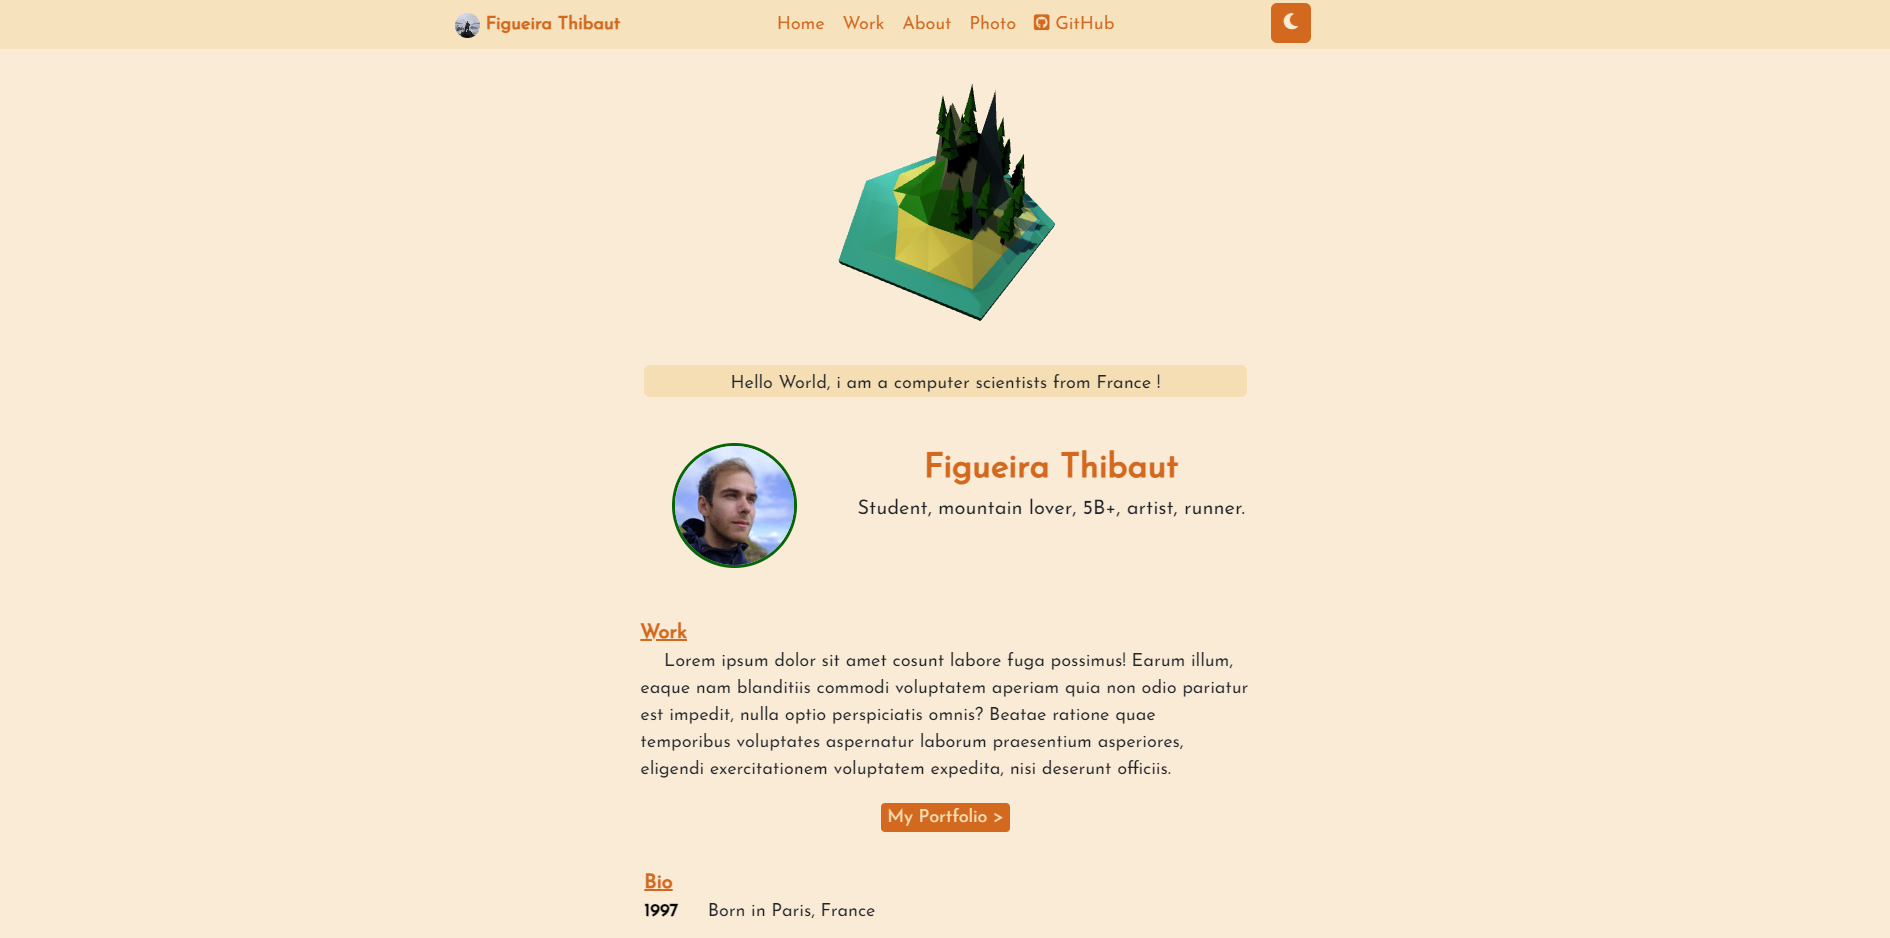 Figueira Thibaut
Home Work About Photo GitHub
Hello World, i am a computer scientists from France !
Figueira Thibaut
Student, mountain lover, 5B+, artist, runner.
Work
Lorem ipsum dolor sit amet cosunt labore fuga possimus! Earum illum,
eaque nam blanditiis commodi voluptatem aperiam quia non odio pariatur
est impedit, nulla optio perspiciatis omnis? Beatae ratione quae
temporibus voluptates aspernatur laborum praesentium asperiores,
eligendi exercitationem voluptatem expedita, nisi deserunt officiis.
My Portfolio >
Bio
1997 Born in Paris, France